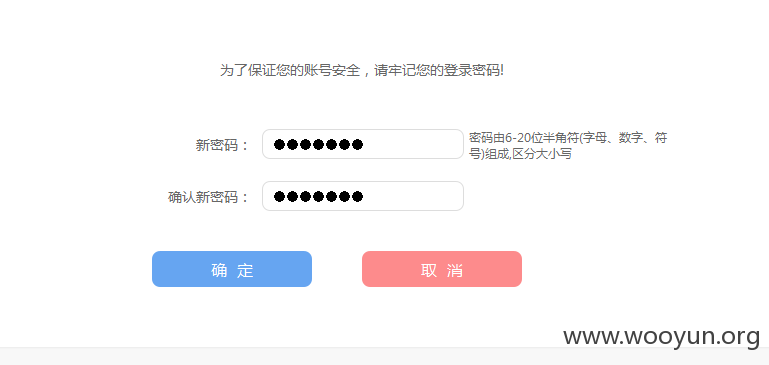 为了保证您的账号安全，请牢记您的登录密码!
新密码： ●●●●●●● 密码由6-20位半角符(字母、数字、符
号)组成,区分大小写
确认新密码： ●●●●●●●
确 定 取 消
www.wooyun.org